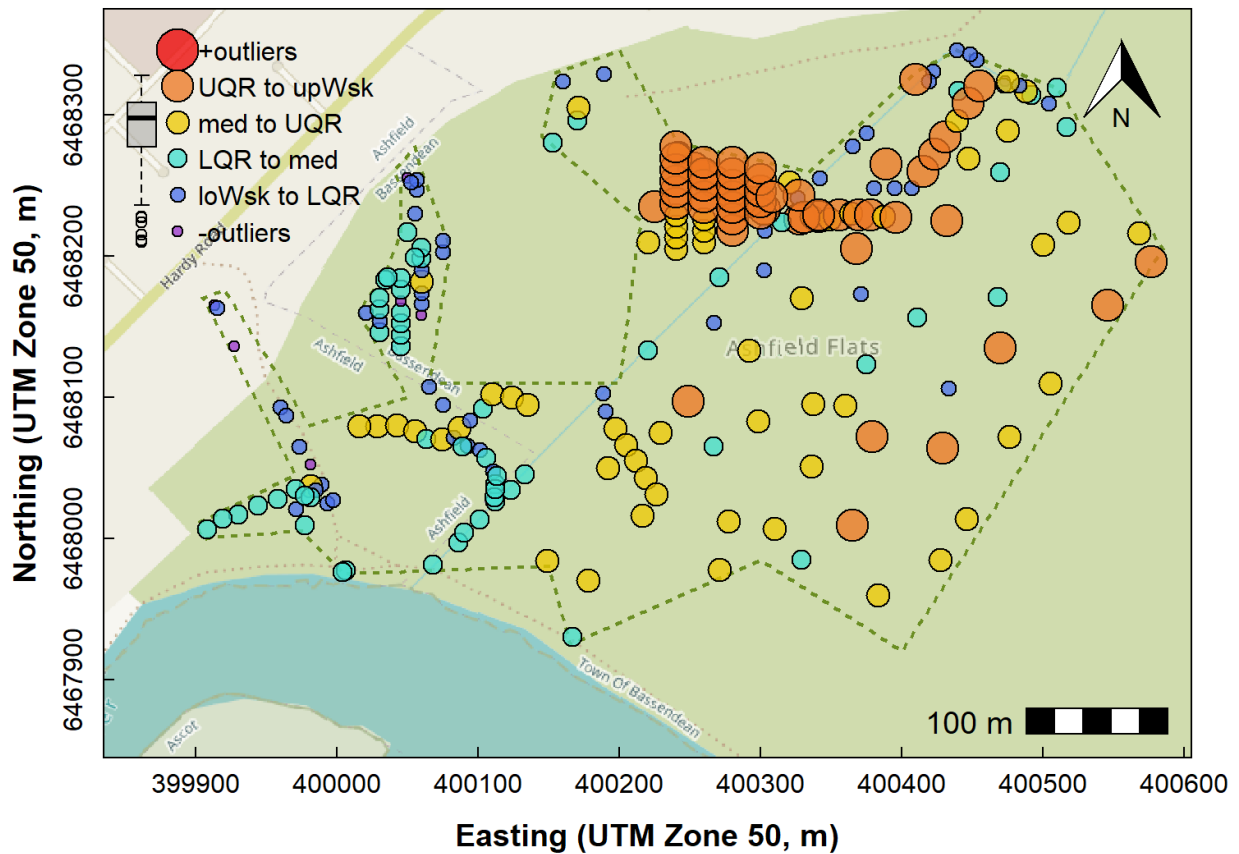 +outliers
UQR to upWsk
med to UQR
LQR to med
loWsk to LQR
-outliers
N
Ashfield
Bassendean
Hardy Road
Ashfield
Bassendean
Ashfield Flats
Ashfield
Town Of Bassendean
Ascot
100 m
6468300
6468200
6468100
6468000
6467900
Northing (UTM Zone 50, m)
399900 400000 400100 400200 400300 400400 400500 400600
Easting (UTM Zone 50, m)